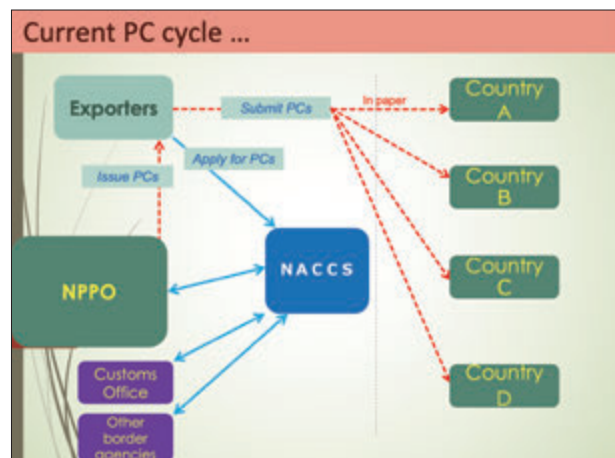 Current PC cycle ...
Exporters
Submit PCs
In paper
Country
A
Issue PCs
Apply for PCs
Country
B
NPPO
NACCS
Country
C
Customs
Office
Country
D
Other
border
agencies